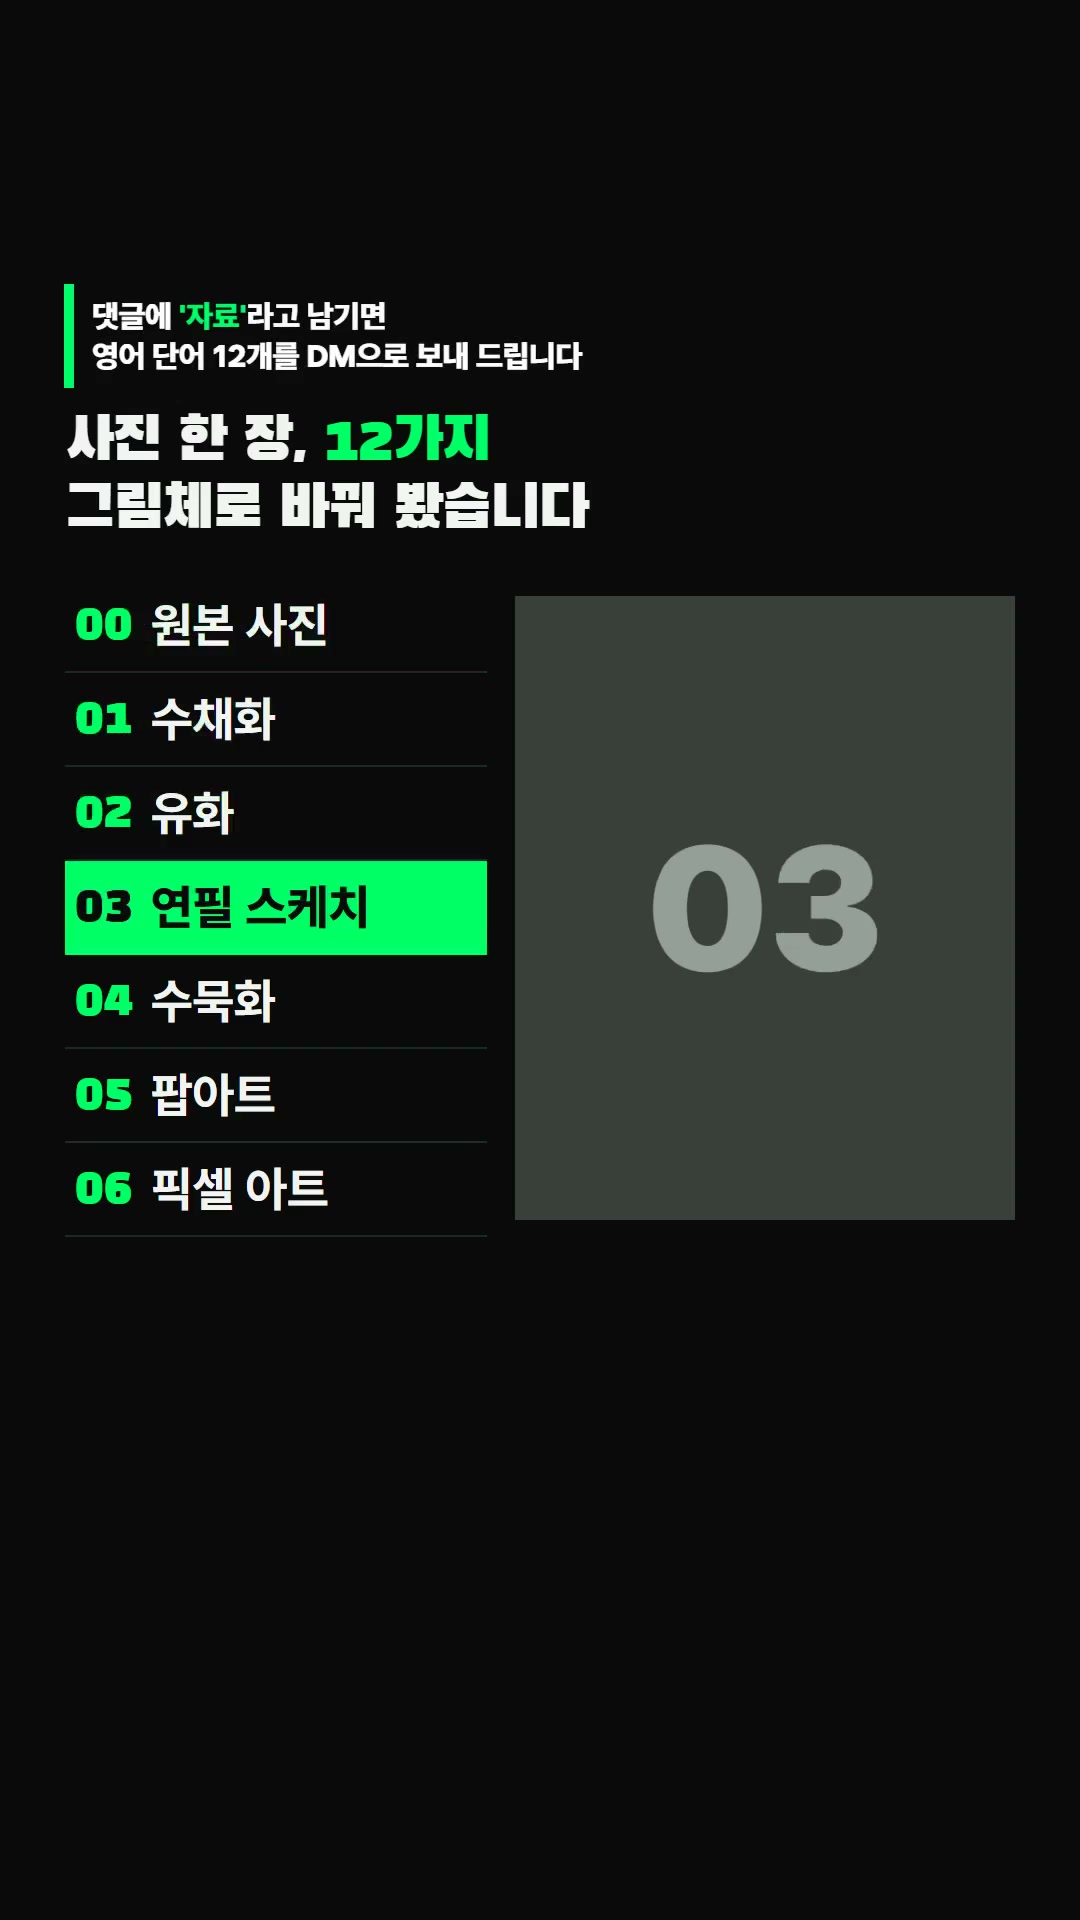 댓글에 '자료'라고 남기면
영어 단어 12개를 DM으로 보내 드립니다
사진 한 장, 12가지
그림체로 바꿔 봤습니다
00 원본 사진
01 수채화
02 유화
03 연필 스케치
04 수묵화
05 팝아트
06 픽셀 아트
03